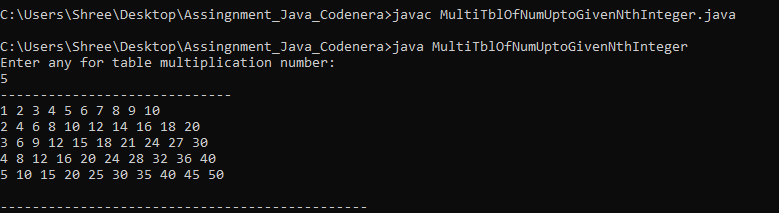 C:\Users\Shree\Desktop\Assingnment_Java_Codenera>javac MultiTblOfNumUptoGivenNthInteger.java
C:\Users\Shree\Desktop\Assingnment_Java_Codenera>java MultiTblOfNumUptoGivenNthInteger
Enter any for table multiplication number:
5
-----------------------------
1 2 3 4 5 6 7 8 9 10
2 4 6 8 10 12 14 16 18 20
3 6 9 12 15 18 21 24 27 30
4 8 12 16 20 24 28 32 36 40
5 10 15 20 25 30 35 40 45 50
----------------------------------------------